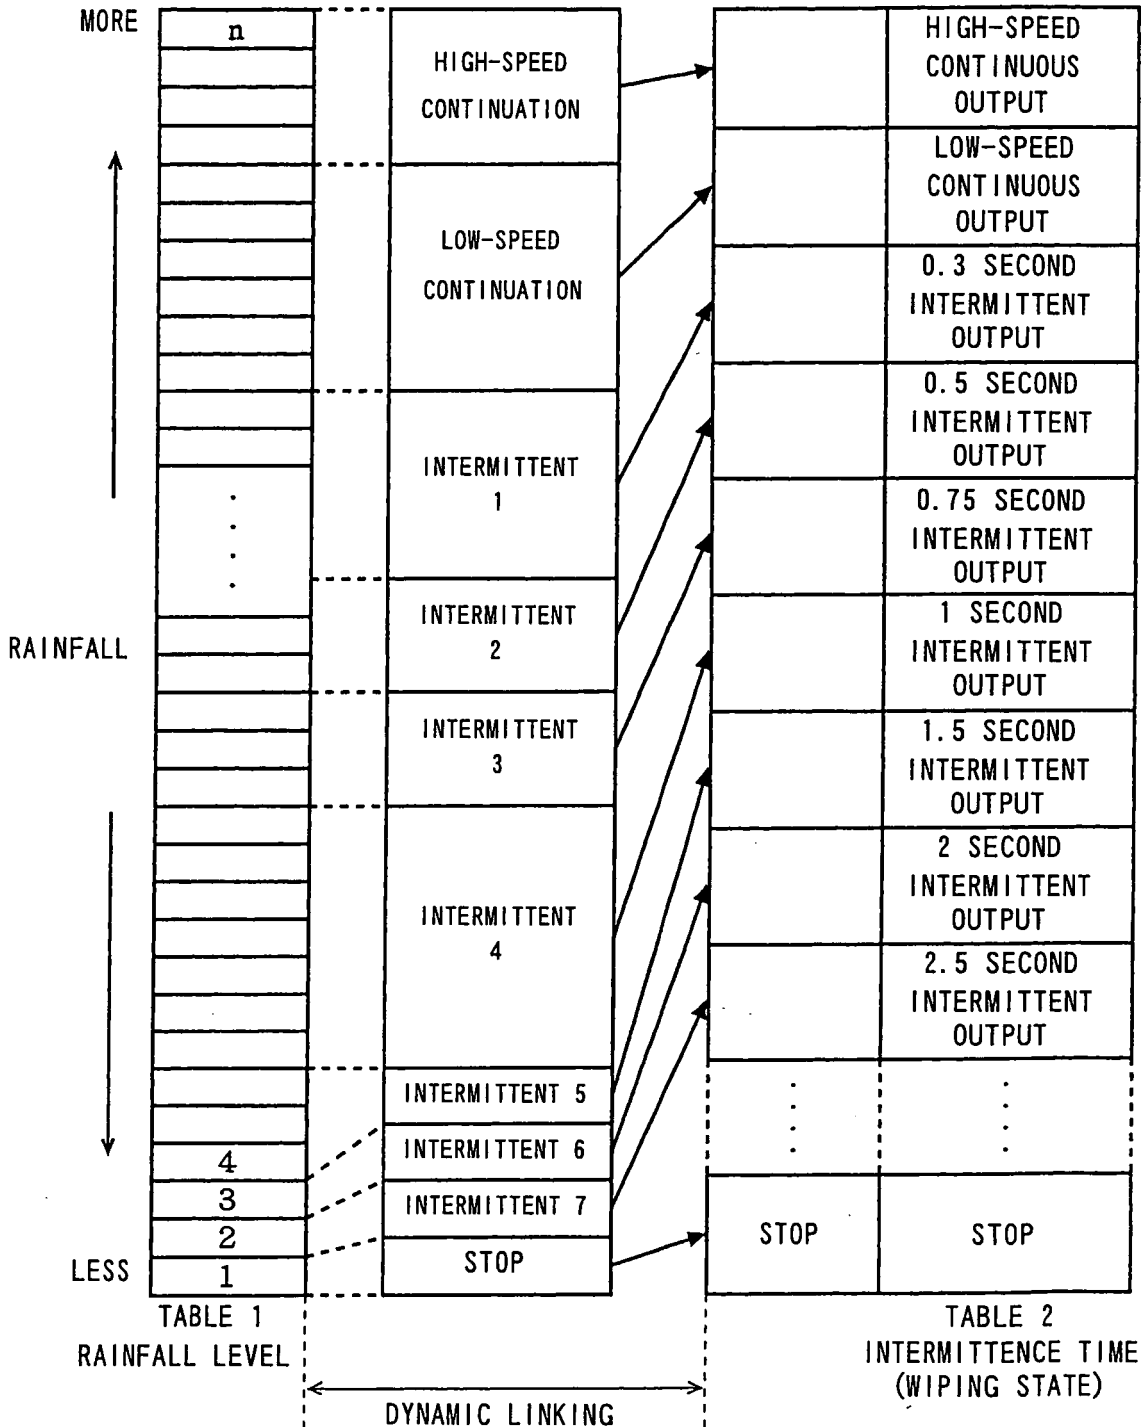 MORE
n
RAINFALL
4
3
2
LESS
1
TABLE 1
RAINFALL LEVEL
HIGH-SPEED
CONTINUATION
LOW-SPEED
CONTINUATION
INTERMITTENT
1
INTERMITTENT
2
INTERMITTENT
3
INTERMITTENT
4
INTERMITTENT 5
INTERMITTENT 6
INTERMITTENT 7
STOP
DYNAMIC LINKING
HIGH-SPEED
CONTINUOUS
OUTPUT
LOW-SPEED
CONTINUOUS
OUTPUT
0.3 SECOND
INTERMITTENT
OUTPUT
0.5 SECOND
INTERMITTENT
OUTPUT
0.75 SECOND
INTERMITTENT
OUTPUT
1 SECOND
INTERMITTENT
OUTPUT
1.5 SECOND
INTERMITTENT
OUTPUT
2 SECOND
INTERMITTENT
OUTPUT
2.5 SECOND
INTERMITTENT
OUTPUT
STOP
STOP
TABLE 2
INTERMITTENCE TIME
(WIPING STATE)